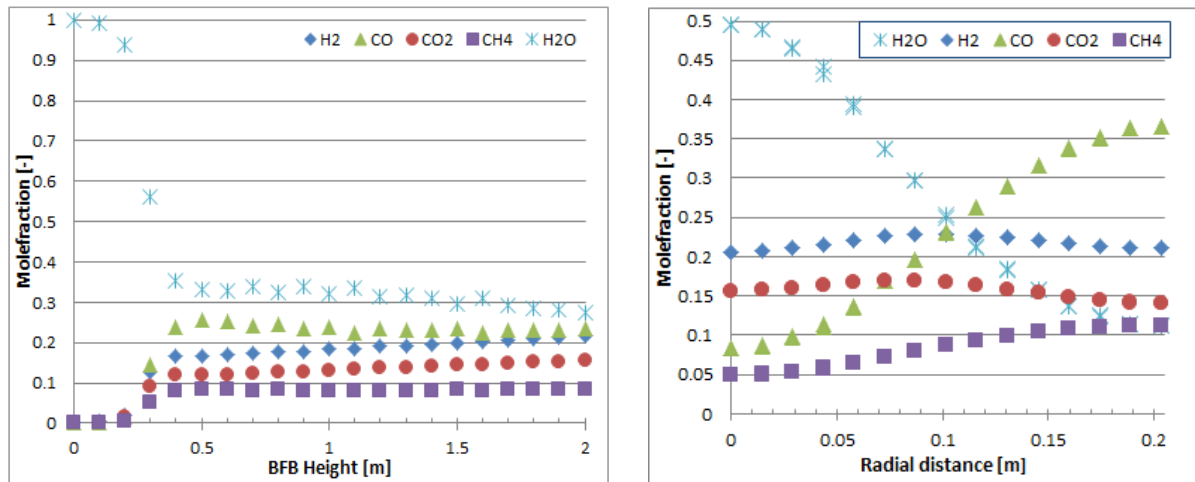 1
0.9
0.8
0.7
0.6
0.5
0.4
0.3
0.2
0.1
0
Molefraction [-]
H2 CO CO2 CH4 H2O
0 0.5 1 1.5 2
BFB Height [m]
0.5
0.45
0.4
0.35
0.3
0.25
0.2
0.15
0.1
0.05
0
Molefraction [-]
H2O H2 CO CO2 CH4
0 0.05 0.1 0.15 0.2
Radial distance [m]